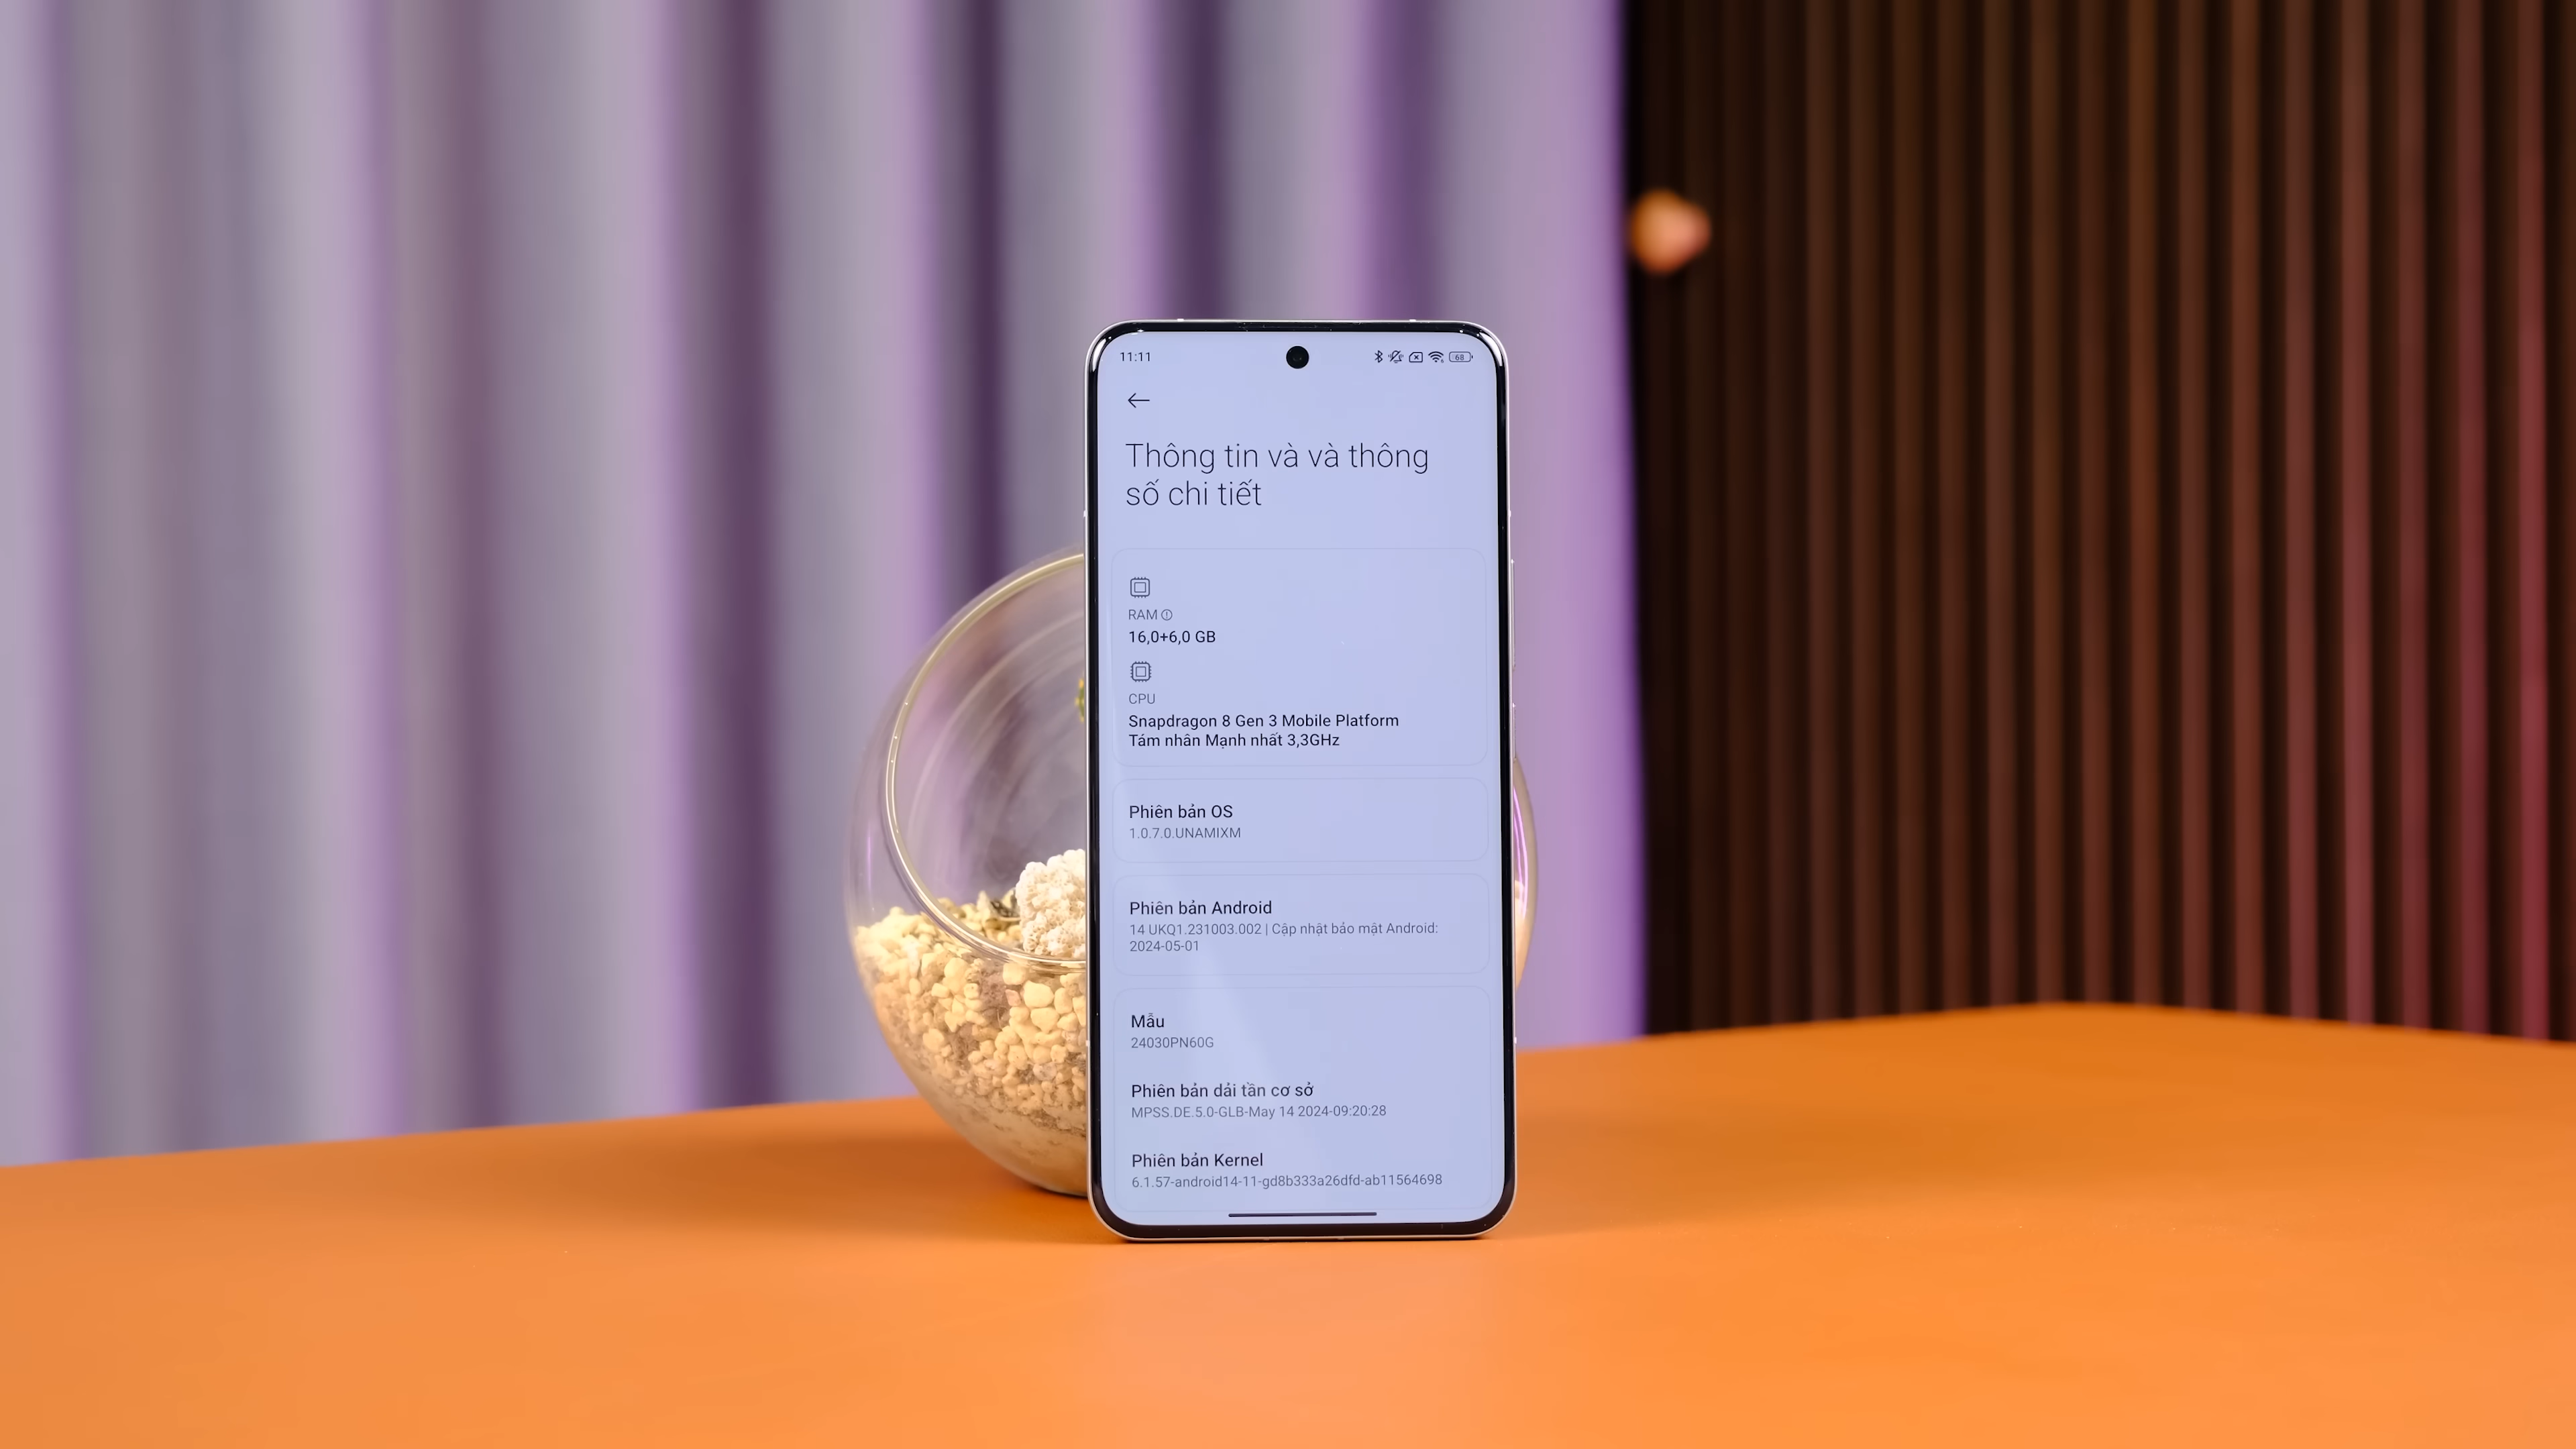 11:11
68
Thông tin và và thông
số chi tiết
RAM
16,0+6,0 GB
CPU
Snapdragon 8 Gen 3 Mobile Platform
Tám nhân Mạnh nhất 3,3GHz
Phiên bản OS
1.0.7.0.UNAMIXM
Phiên bản Android
14 UKQ1.231003.002 | Cập nhật bảo mật Android:
2024-05-01
Mẫu
24030PN60G
Phiên bản dải tần cơ sở
MPSS.DE.5.0-GLB-May 14 2024-09:20:28
Phiên bản Kernel
6.1.57-android14-11-gd8b333a26dfd-ab11564698